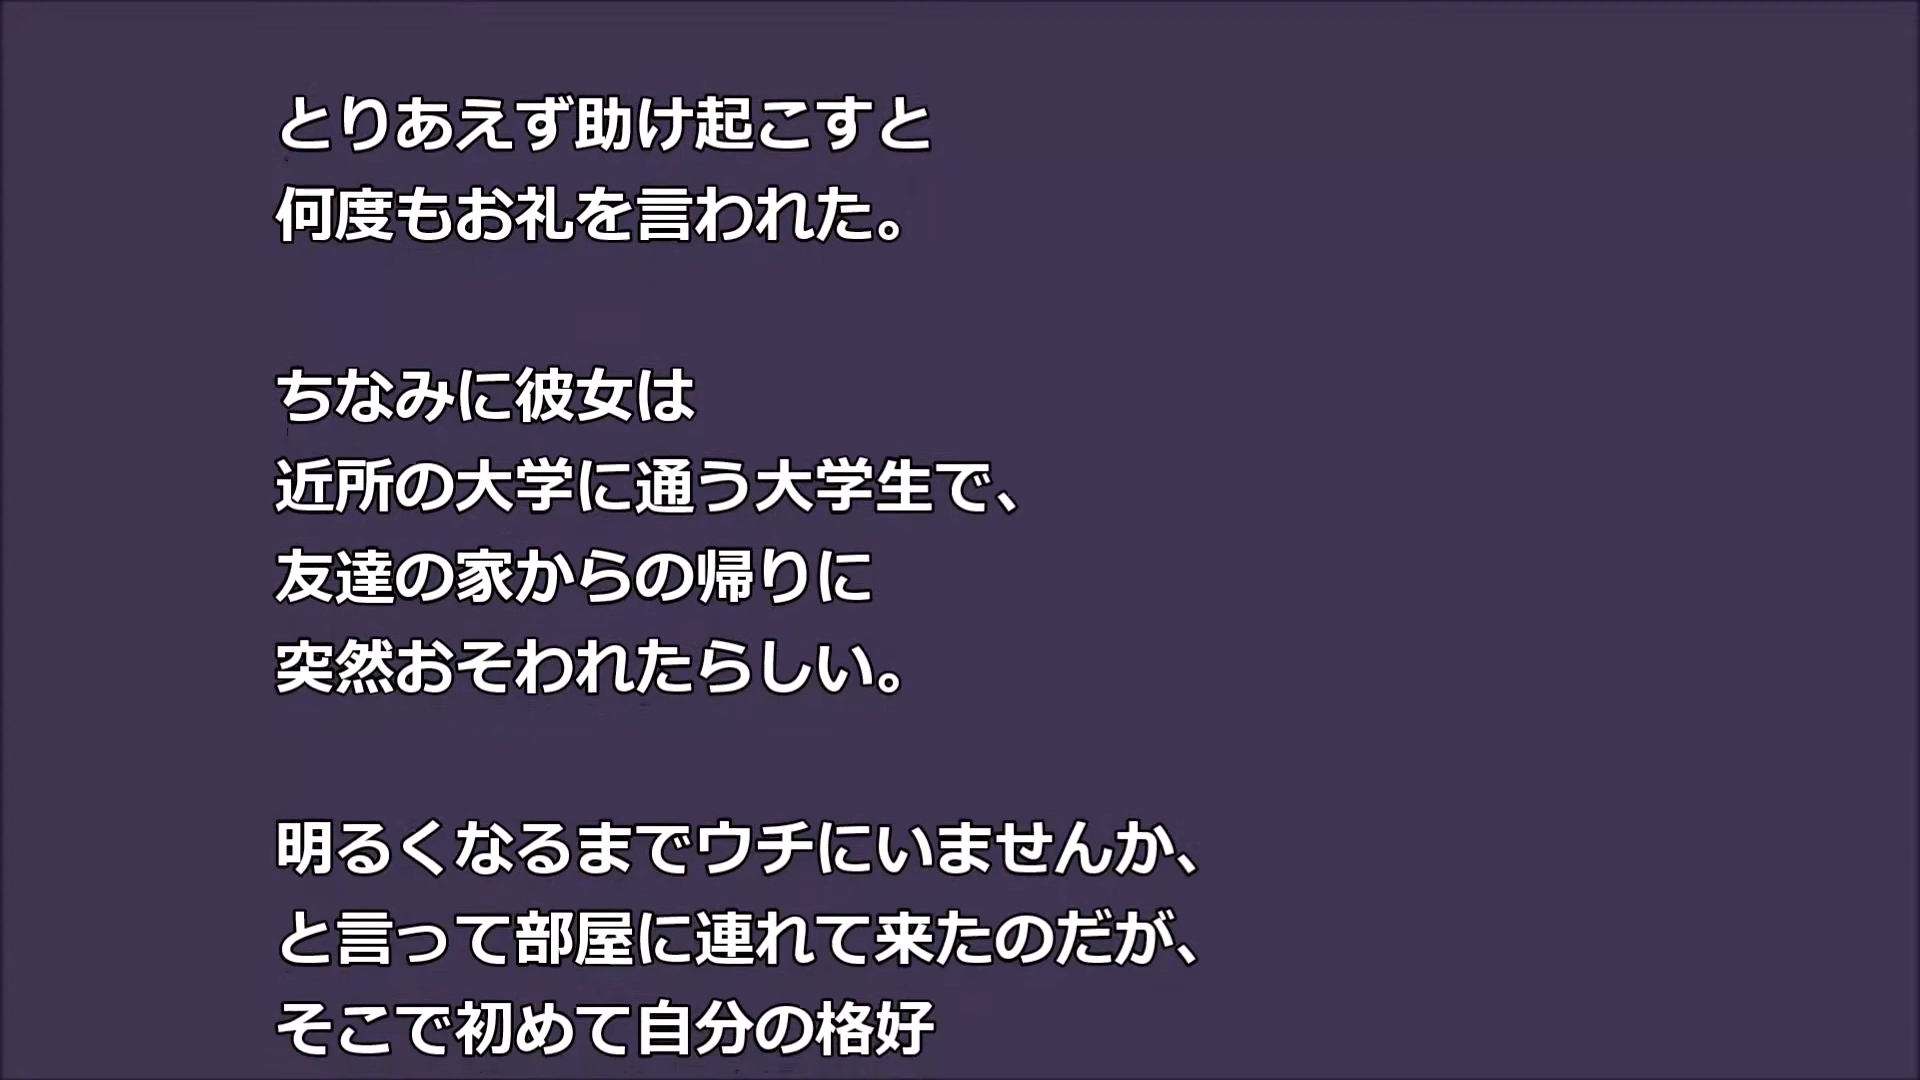 とりあえず助け起こすと
何度もお礼を言われた。
ちなみに彼女は
近所の大学に通う大学生で、
友達の家からの帰りに
突然おそわれたらしい。
明るくなるまでウチにいませんか、
と言って部屋に連れて来たのだが、
そこで初めて自分の格好